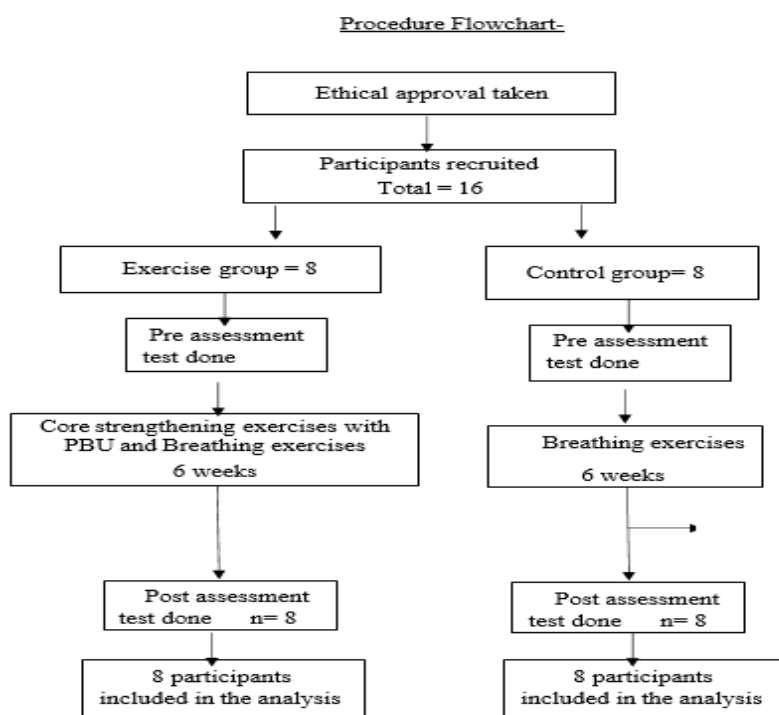 Procedure Flowchart-
Ethical approval taken
Participants recruited
Total = 16
Exercise group = 8
Control group= 8
Pre assessment
test done
Pre assessment
test done
Core strengthening exercises with
PBU and Breathing exercises
6 weeks
Breathing exercises
6 weeks
Post assessment
test done n= 8
Post assessment
test done n= 8
8 participants
included in the analysis
8 participants
included in the analysis